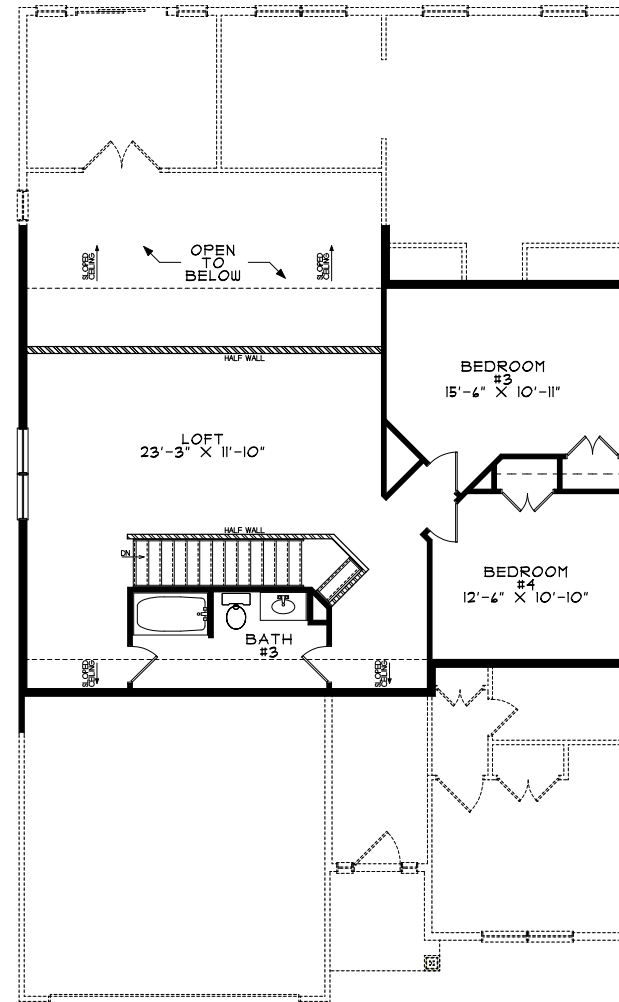 SLOPED
CEILING
OPEN
TO
BELOW
SLOPED
CEILING
HALF WALL
BEDROOM
#3
15'-6" X 10'-11"
LOFT
23'-3" X 11'-10"
HALF WALL
DN
BEDROOM
#4
12'-6" X 10'-10"
BATH
#3
SLOPED
CEILING
SLOPED
CEILING